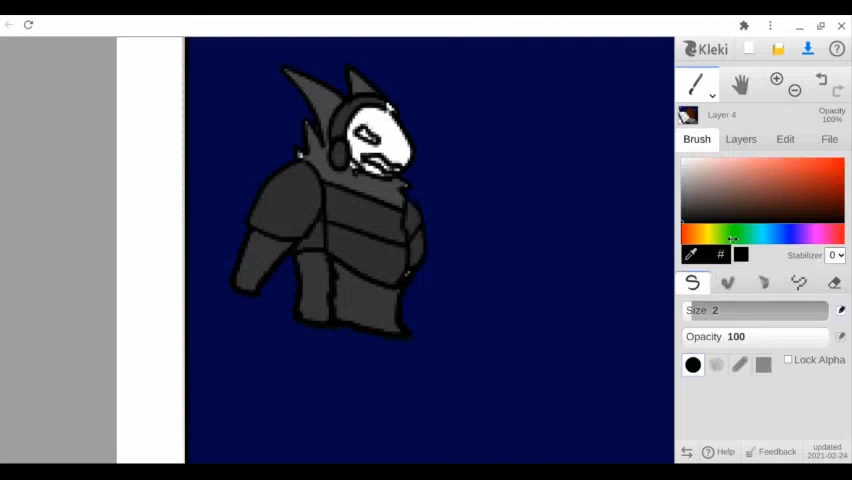 Kleki
Layer 4
Opacity
100%
Brush
Layers
Edit
File
#
Stabilizer 0
Size 2
Opacity 100
Lock Alpha
Help
Feedback
updated
2021-02-24